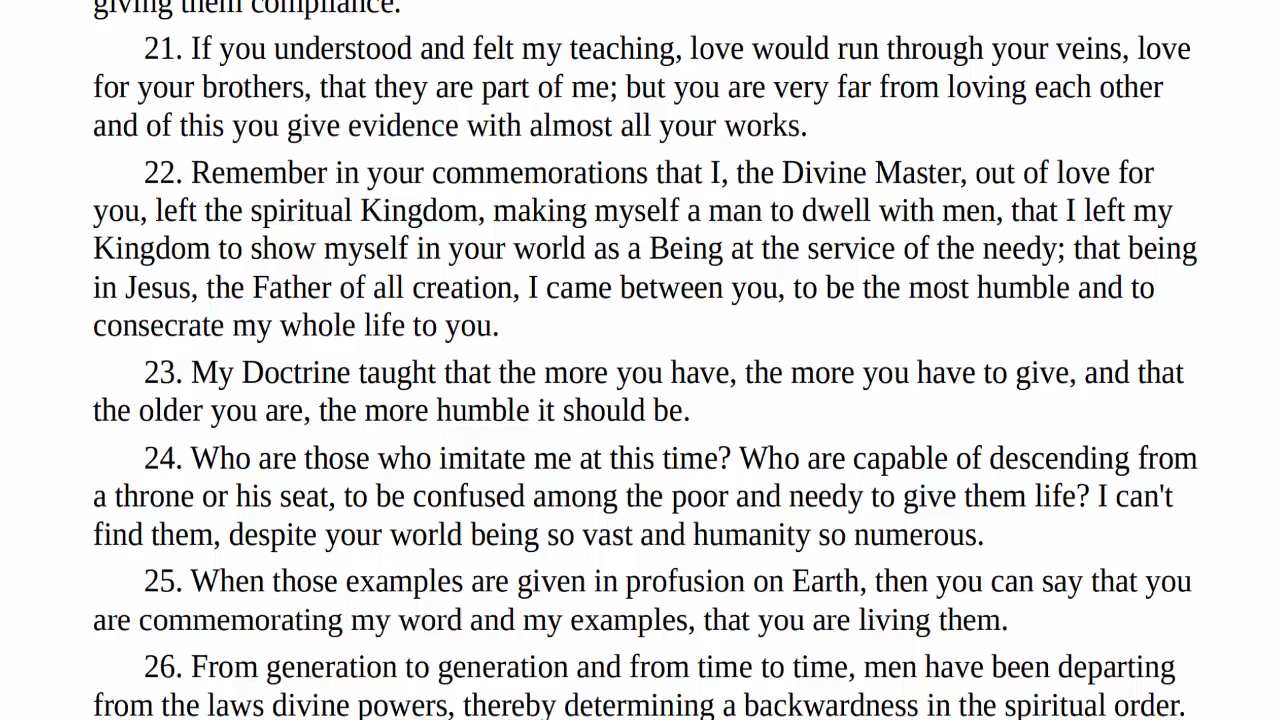 giving them compliance.
21. If you understood and felt my teaching, love would run through your veins, love
for your brothers, that they are part of me; but you are very far from loving each other
and of this you give evidence with almost all your works.
22. Remember in your commemorations that I, the Divine Master, out of love for
you, left the spiritual Kingdom, making myself a man to dwell with men, that I left my
Kingdom to show myself in your world as a Being at the service of the needy; that being
in Jesus, the Father of all creation, I came between you, to be the most humble and to
consecrate my whole life to you.
23. My Doctrine taught that the more you have, the more you have to give, and that
the older you are, the more humble it should be.
24. Who are those who imitate me at this time? Who are capable of descending from
a throne or his seat, to be confused among the poor and needy to give them life? I can't
find them, despite your world being so vast and humanity so numerous.
25. When those examples are given in profusion on Earth, then you can say that you
are commemorating my word and my examples, that you are living them.
26. From generation to generation and from time to time, men have been departing
from the laws divine powers, thereby determining a backwardness in the spiritual order.